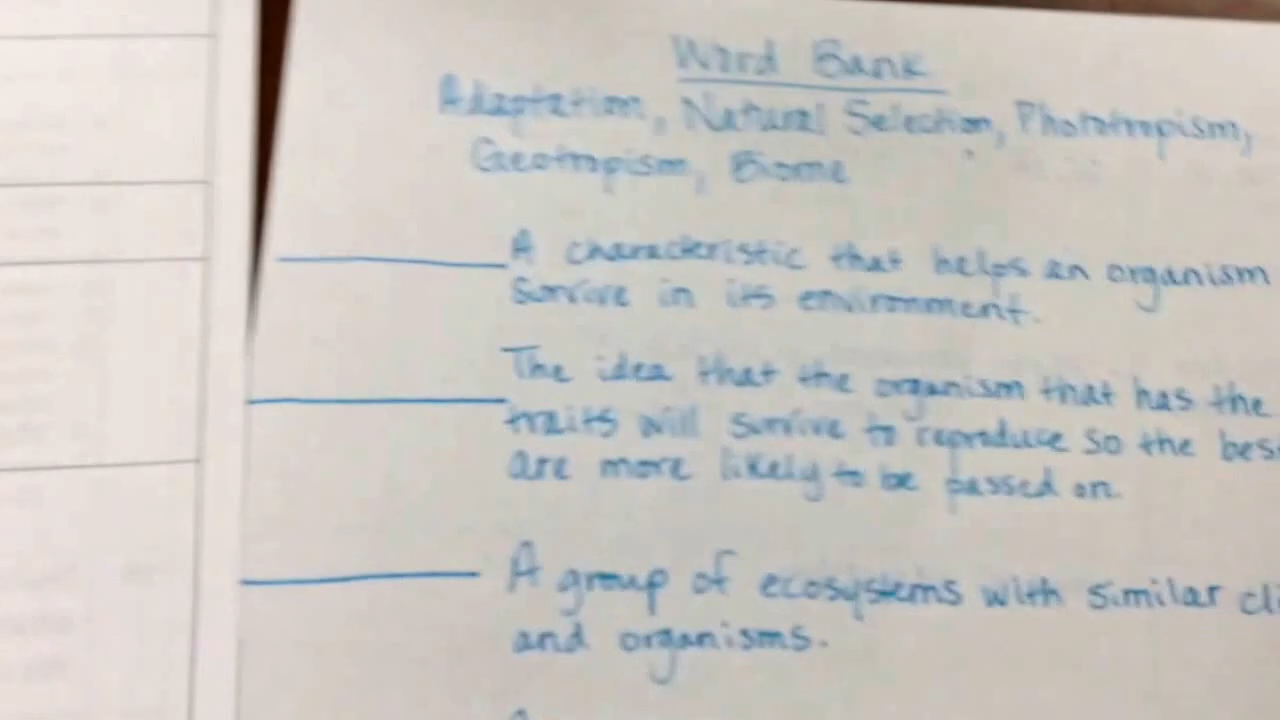 Word Bank
Adaptation, Natural Selection, Phototropism,
Geotropism, Biome
A characteristic that helps an organism
survive in its environment.
The idea that the organism that has the
traits will survive to reproduce so the
are more likely to be passed on.
A group of ecosystems with similar
and organisms.